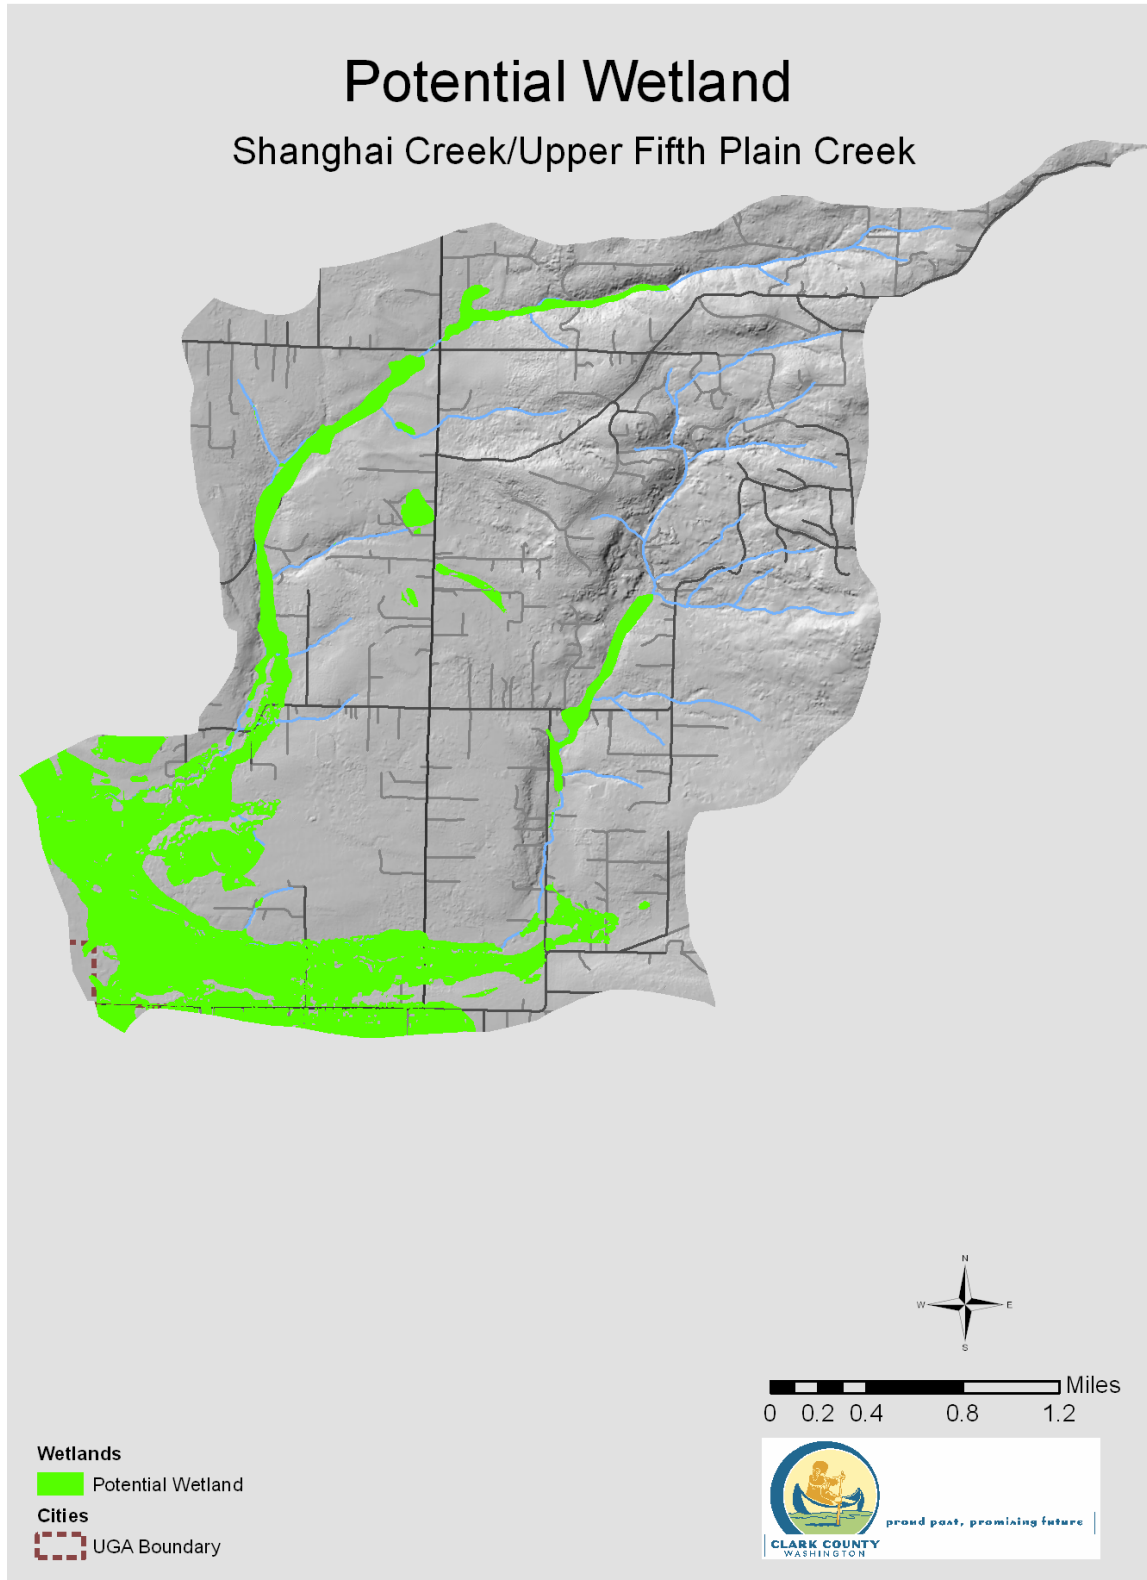 Potential Wetland
Shanghai Creek/Upper Fifth Plain Creek
N
W E
S
Miles
0 0.2 0.4 0.8 1.2
Wetlands
Potential Wetland
Cities
UGA Boundary
proud past, promising future
CLARK COUNTY
WASHINGTON